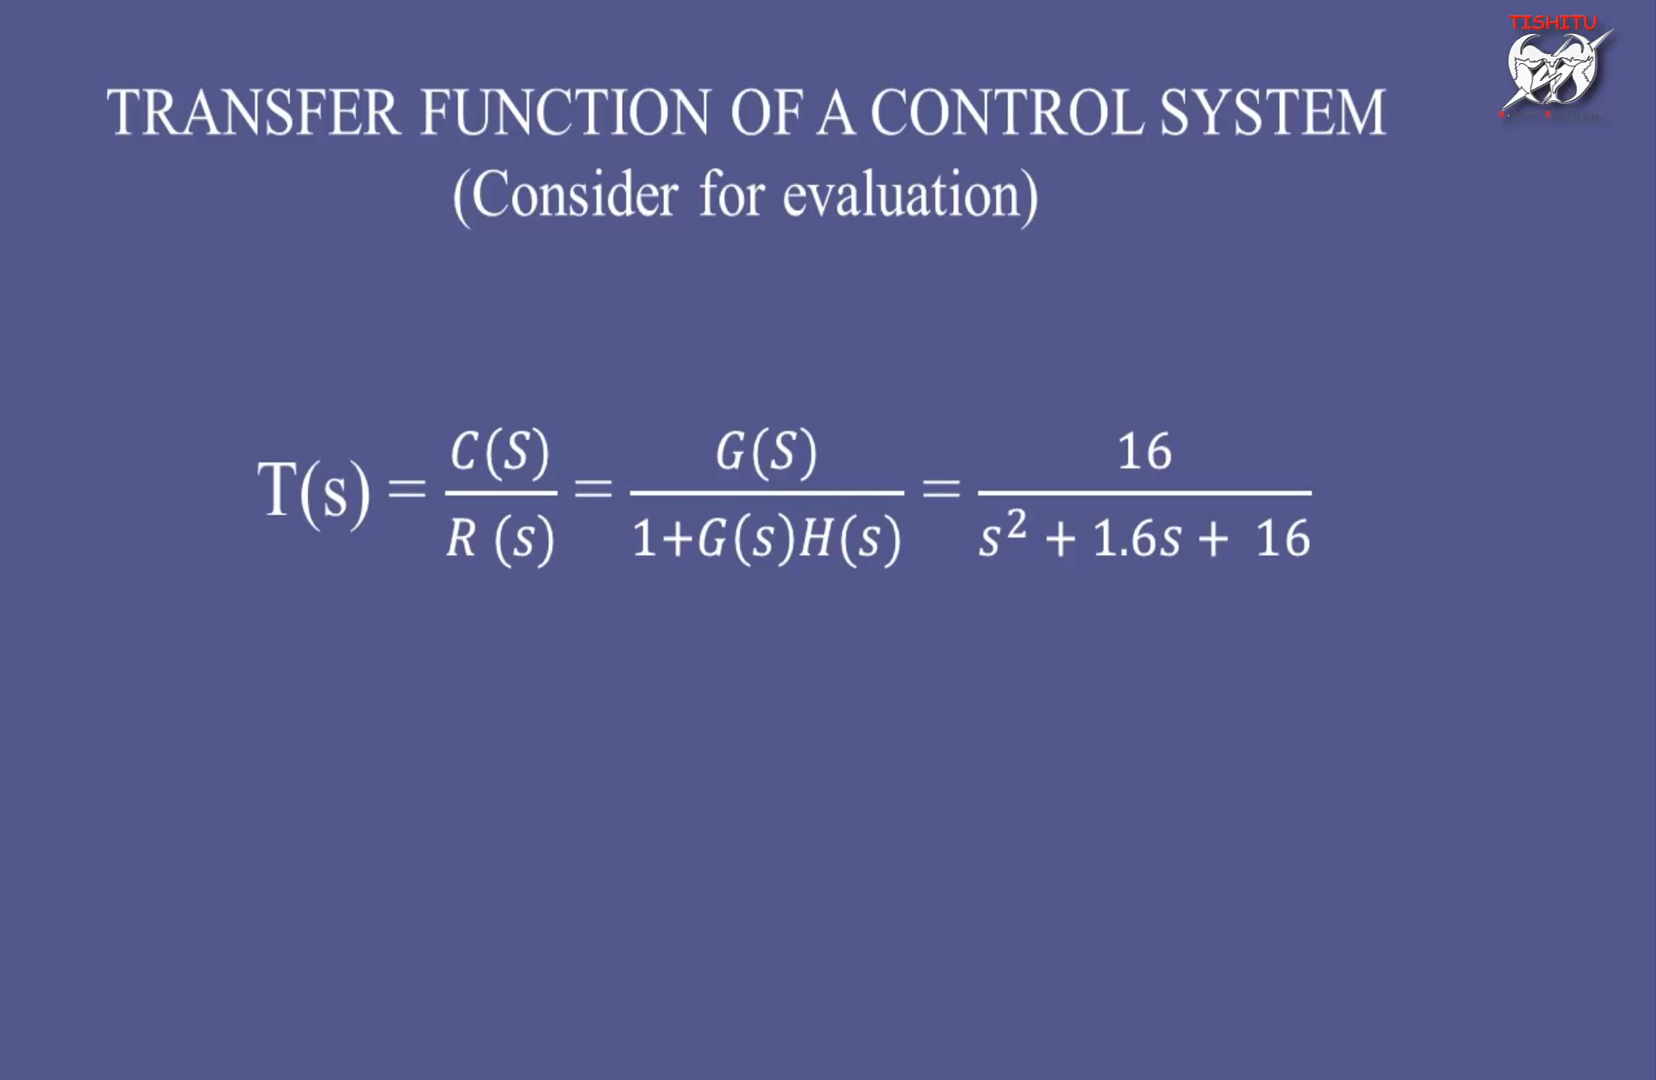 TISHITU
TRANSFER FUNCTION OF A CONTROL SYSTEM
(Consider for evaluation)
T(s) = C(S) / R (s) = G(S) / 1+G(s)H(s) = 16 / s² + 1.6s + 16